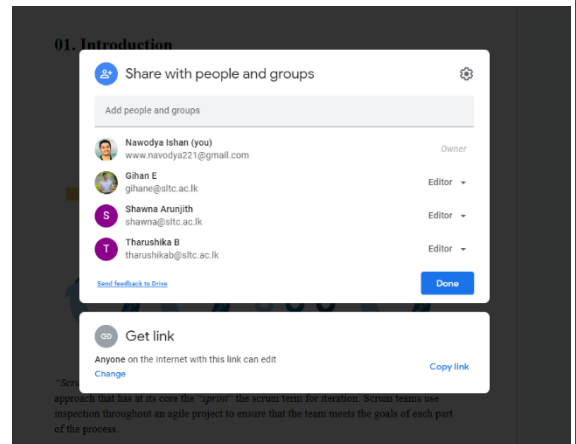 01. Introduction
Share with people and groups
Add people and groups
Nawodya Ishan (you)
www.navodya221@gmail.com
Owner
Gihan E
gihane@sltc.ac.lk
Editor
S
Shawna Arunjith
shawna@sltc.ac.lk
Editor
T
Tharushika B
tharushikab@sltc.ac.lk
Editor
Send feedback to Drive
Done
Get link
Anyone on the internet with this link can edit
Change
Copy link
approach that has at its core the "sprint" the scrum term for iteration. Scrum teams use
inspection throughout an agile project to ensure that the team meets the goals of each part
of the process.